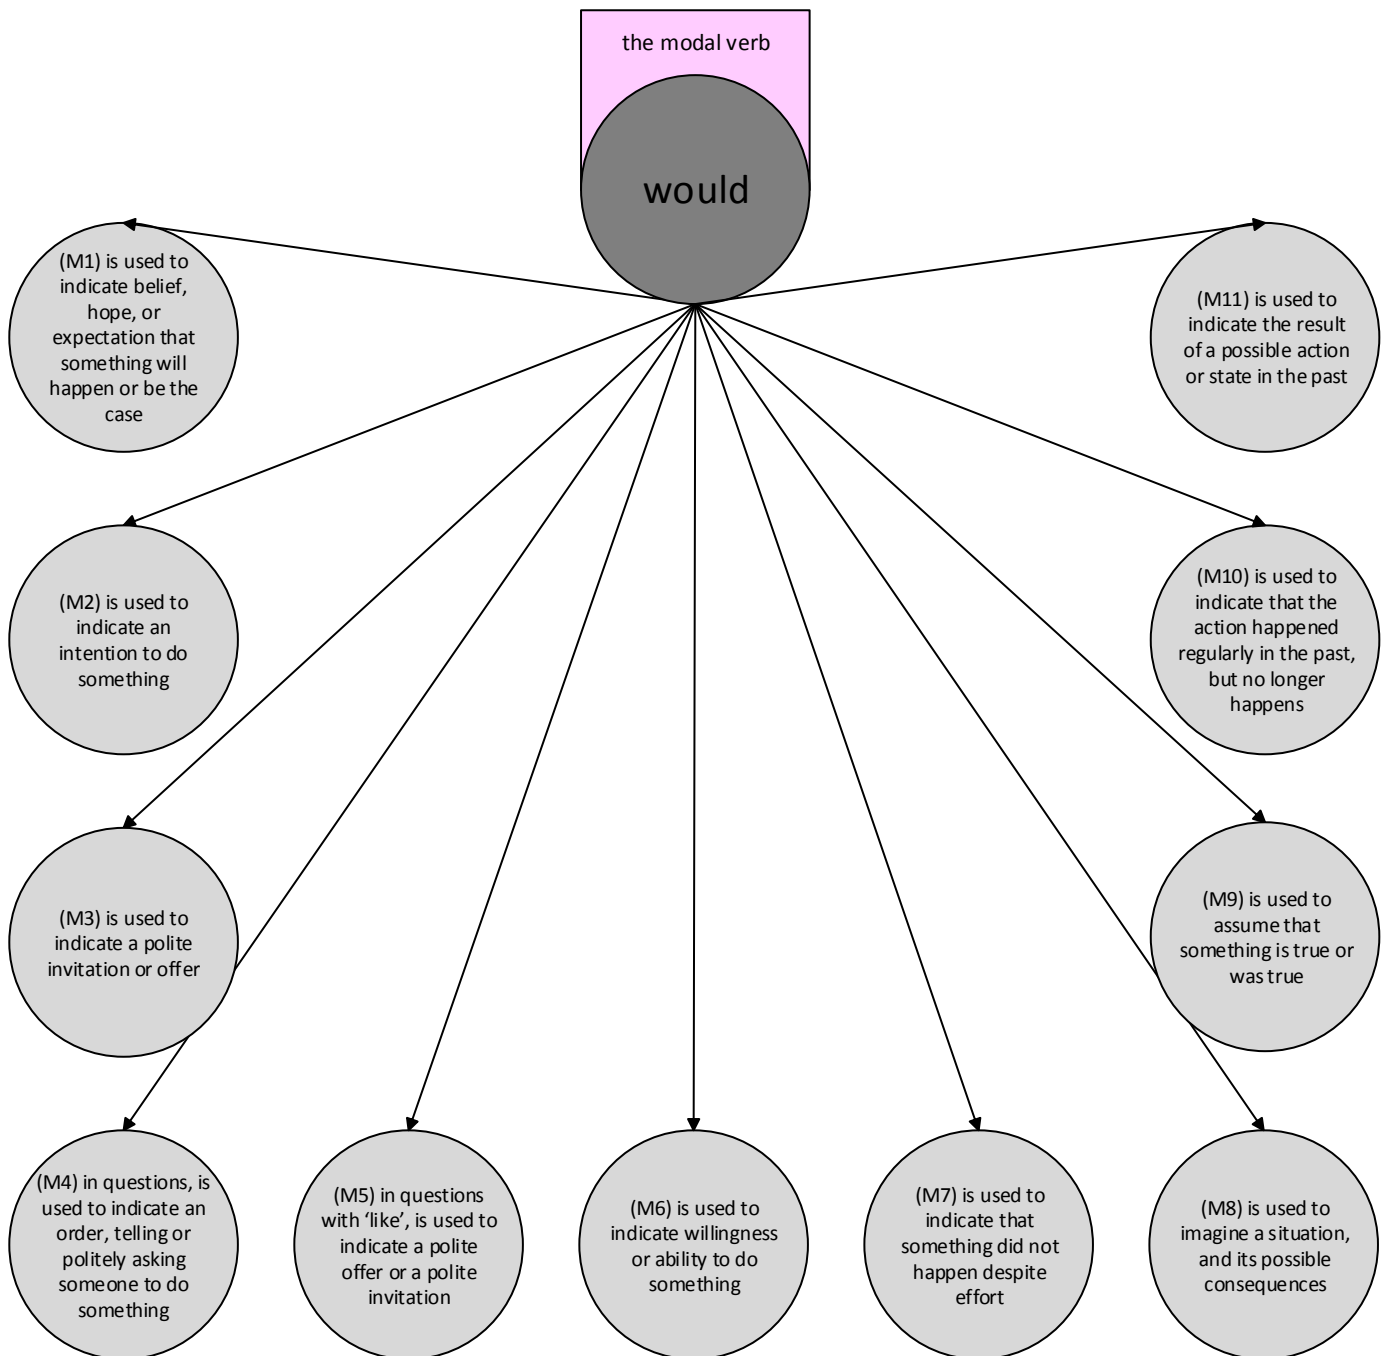 the modal verb
would
(M1) is used to
indicate belief,
hope, or
expectation that
something will
happen or be the
case
(M2) is used to
indicate an
intention to do
something
(M3) is used to
indicate a polite
invitation or offer
(M4) in questions, is
used to indicate an
order, telling or
politely asking
someone to do
something
(M5) in questions
with ‘like’, is used to
indicate a polite
offer or a polite
invitation
(M6) is used to
indicate willingness
or ability to do
something
(M7) is used to
indicate that
something did not
happen despite
effort
(M8) is used to
imagine a situation,
and its possible
consequences
(M9) is used to
assume that
something is true or
was true
(M10) is used to
indicate that the
action happened
regularly in the past,
but no longer
happens
(M11) is used to
indicate the result
of a possible action
or state in the past